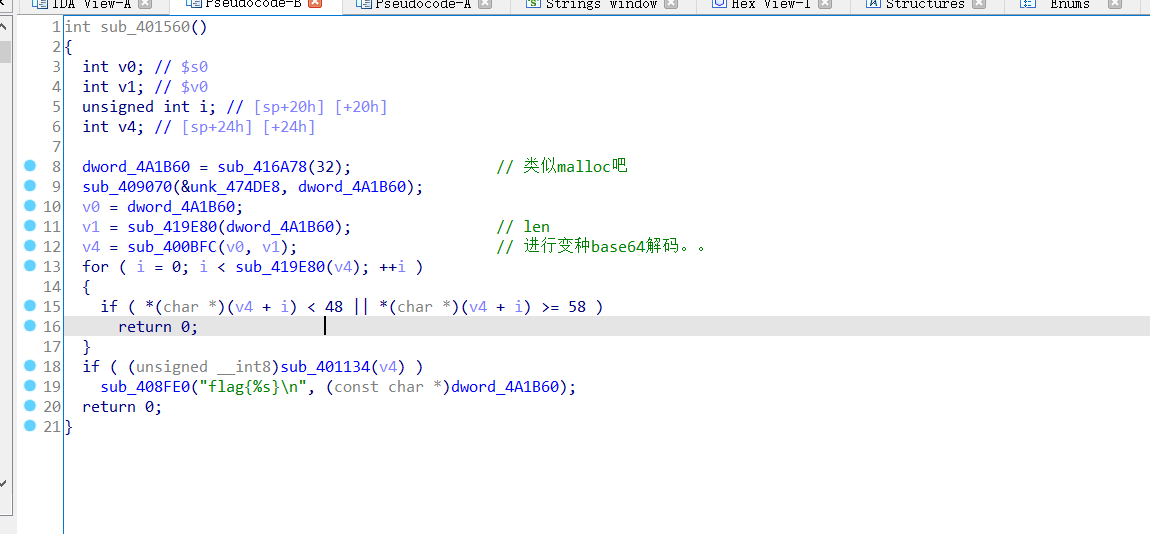 IDA View-A Pseudocode-B Pseudocode-A Strings window Hex View-1 Structures Enums
1 int sub_401560()
2 {
3 int v0; // $s0
4 int v1; // $v0
5 unsigned int i; // [sp+20h] [+20h]
6 int v4; // [sp+24h] [+24h]
7
8 dword_4A1B60 = sub_416A78(32); // 类似malloc吧
9 sub_409070(&unk_474DE8, dword_4A1B60);
10 v0 = dword_4A1B60;
11 v1 = sub_419E80(dword_4A1B60); // len
12 v4 = sub_400BFC(v0, v1); // 进行变种base64解码。。
13 for ( i = 0; i < sub_419E80(v4); ++i )
14 {
15 if ( *(char *)(v4 + i) < 48 || *(char *)(v4 + i) >= 58 )
16 return 0;
17 }
18 if ( (unsigned __int8)sub_401134(v4) )
19 sub_408FE0("flag{%s}\n", (const char *)dword_4A1B60);
20 return 0;
21 }